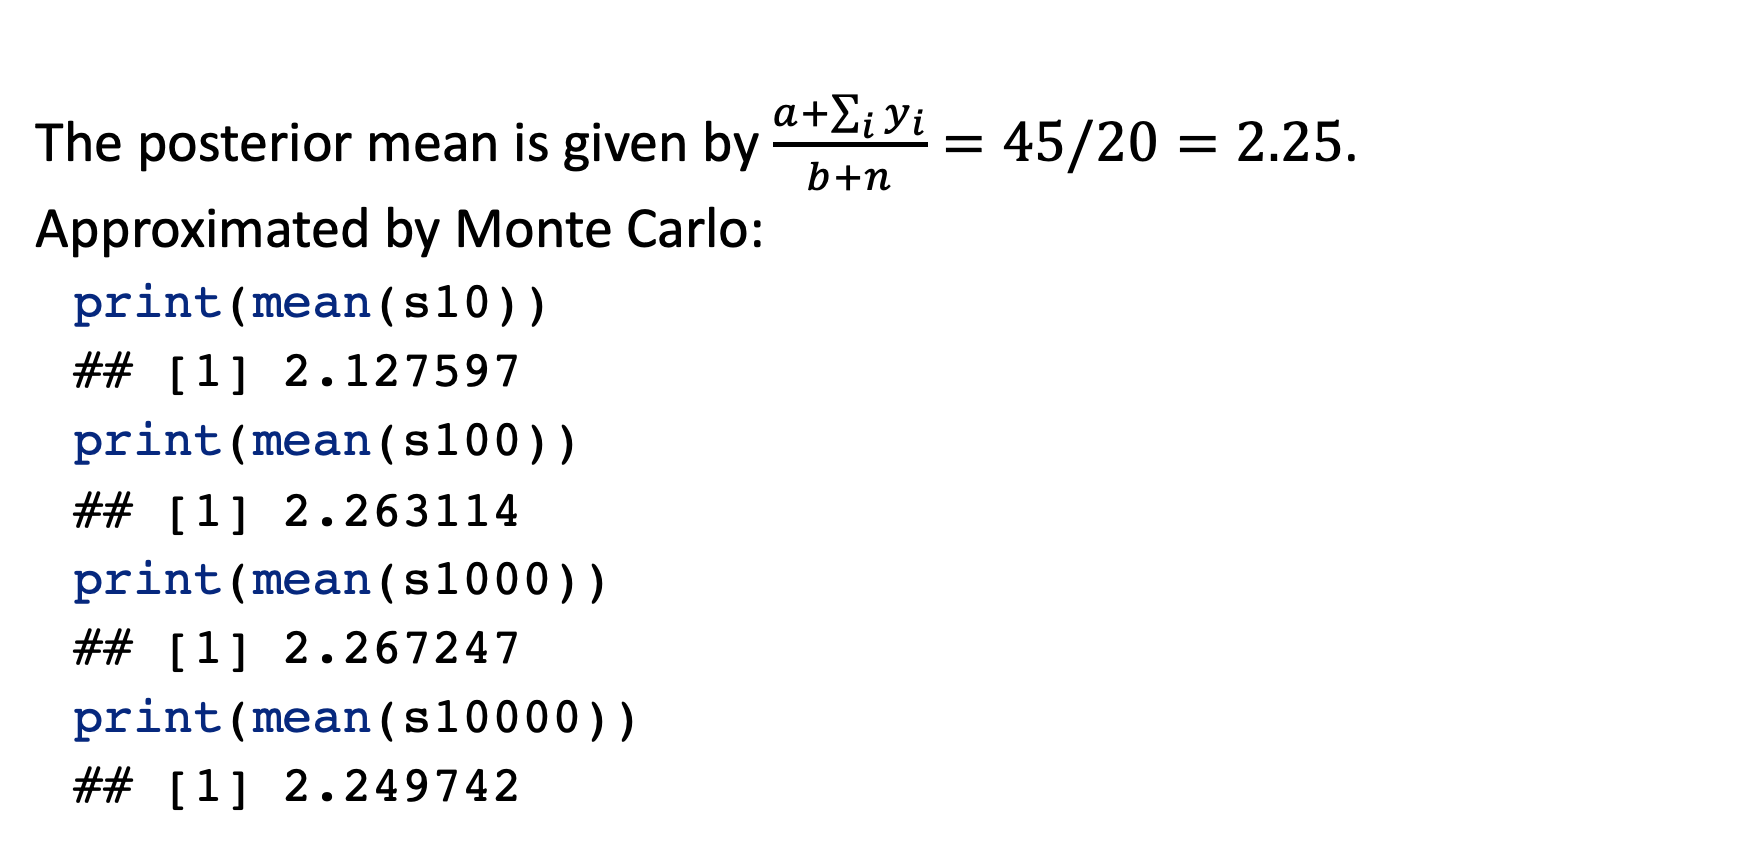 The posterior mean is given by $\frac{a+\sum_i y_i}{b+n} = 45/20 = 2.25.$
Approximated by Monte Carlo:
print(mean(s10))
## [1] 2.127597
print(mean(s100))
## [1] 2.263114
print(mean(s1000))
## [1] 2.267247
print(mean(s10000))
## [1] 2.249742